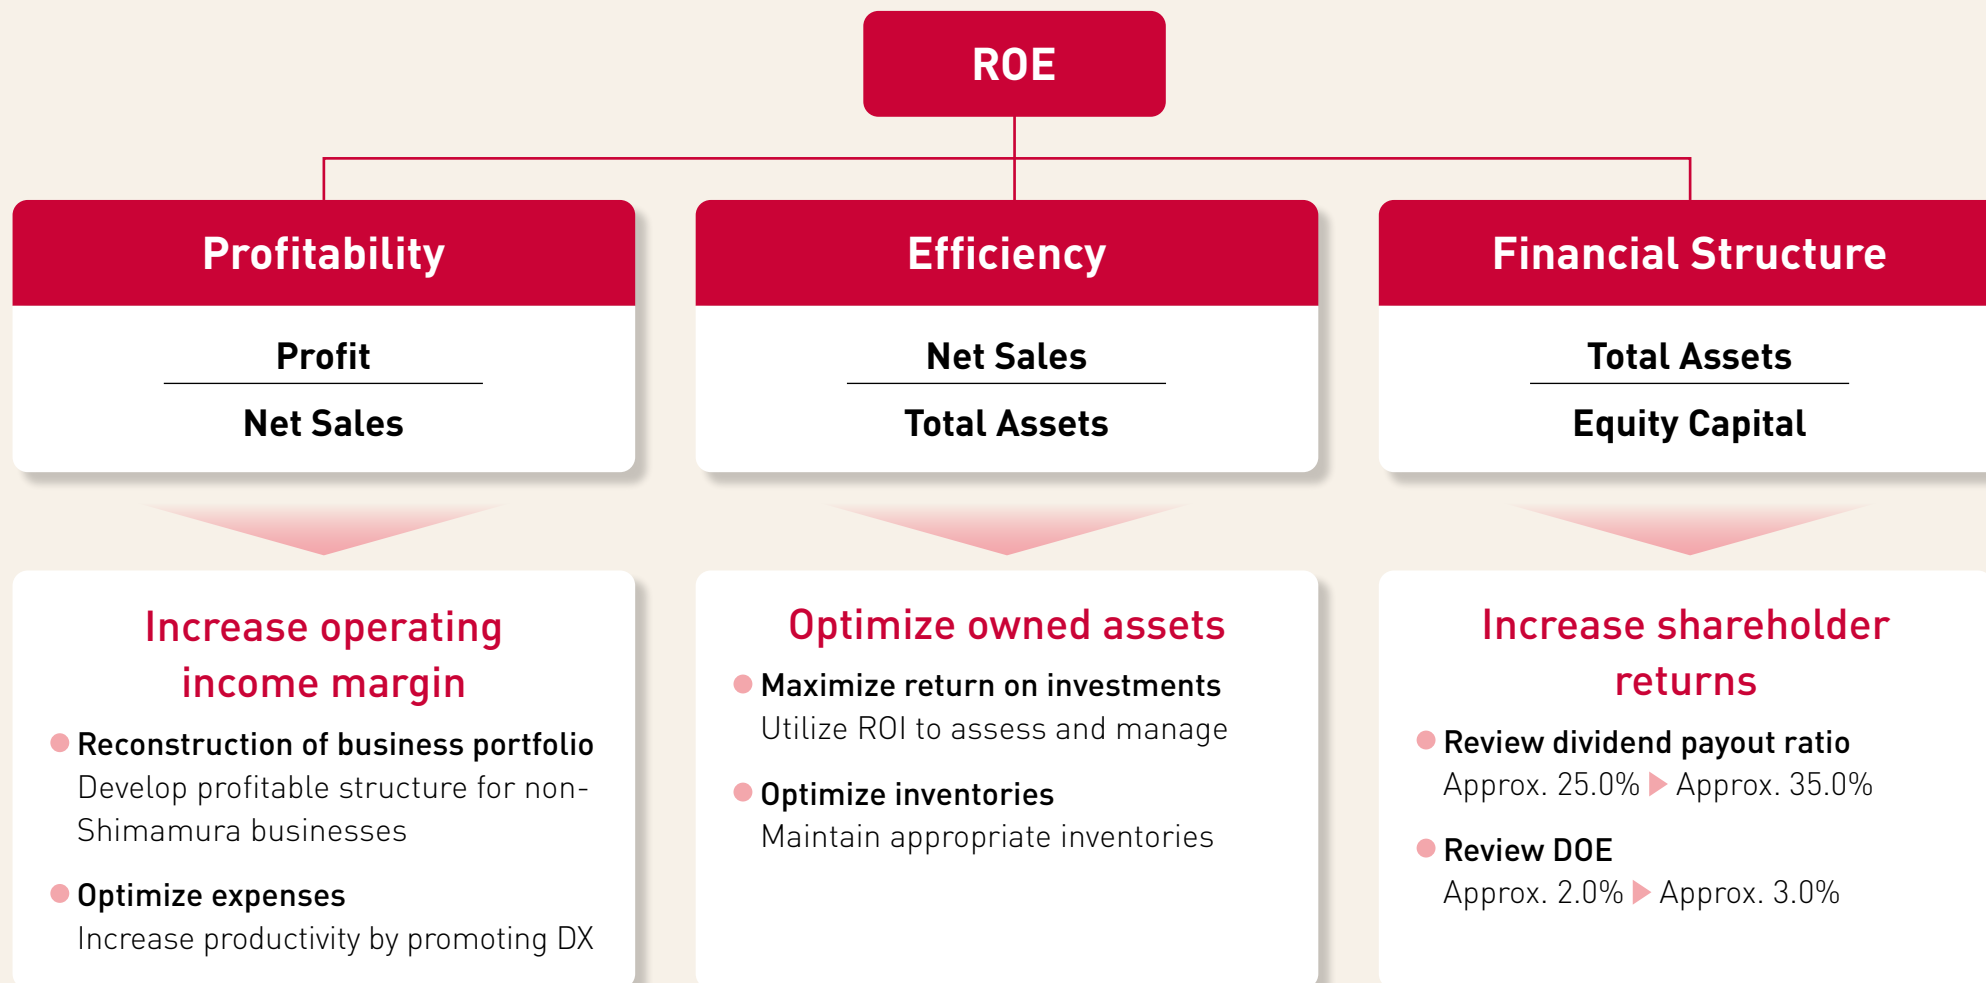 ROE
Profitability
Profit
Net Sales
Increase operating
income margin
Reconstruction of business portfolio
Develop profitable structure for non-
Shimamura businesses
Optimize expenses
Increase productivity by promoting DX
Efficiency
Net Sales
Total Assets
Optimize owned assets
Maximize return on investments
Utilize ROI to assess and manage
Optimize inventories
Maintain appropriate inventories
Financial Structure
Total Assets
Equity Capital
Increase shareholder
returns
Review dividend payout ratio
Approx. 25.0% ▶ Approx. 35.0%
Review DOE
Approx. 2.0% ▶ Approx. 3.0%